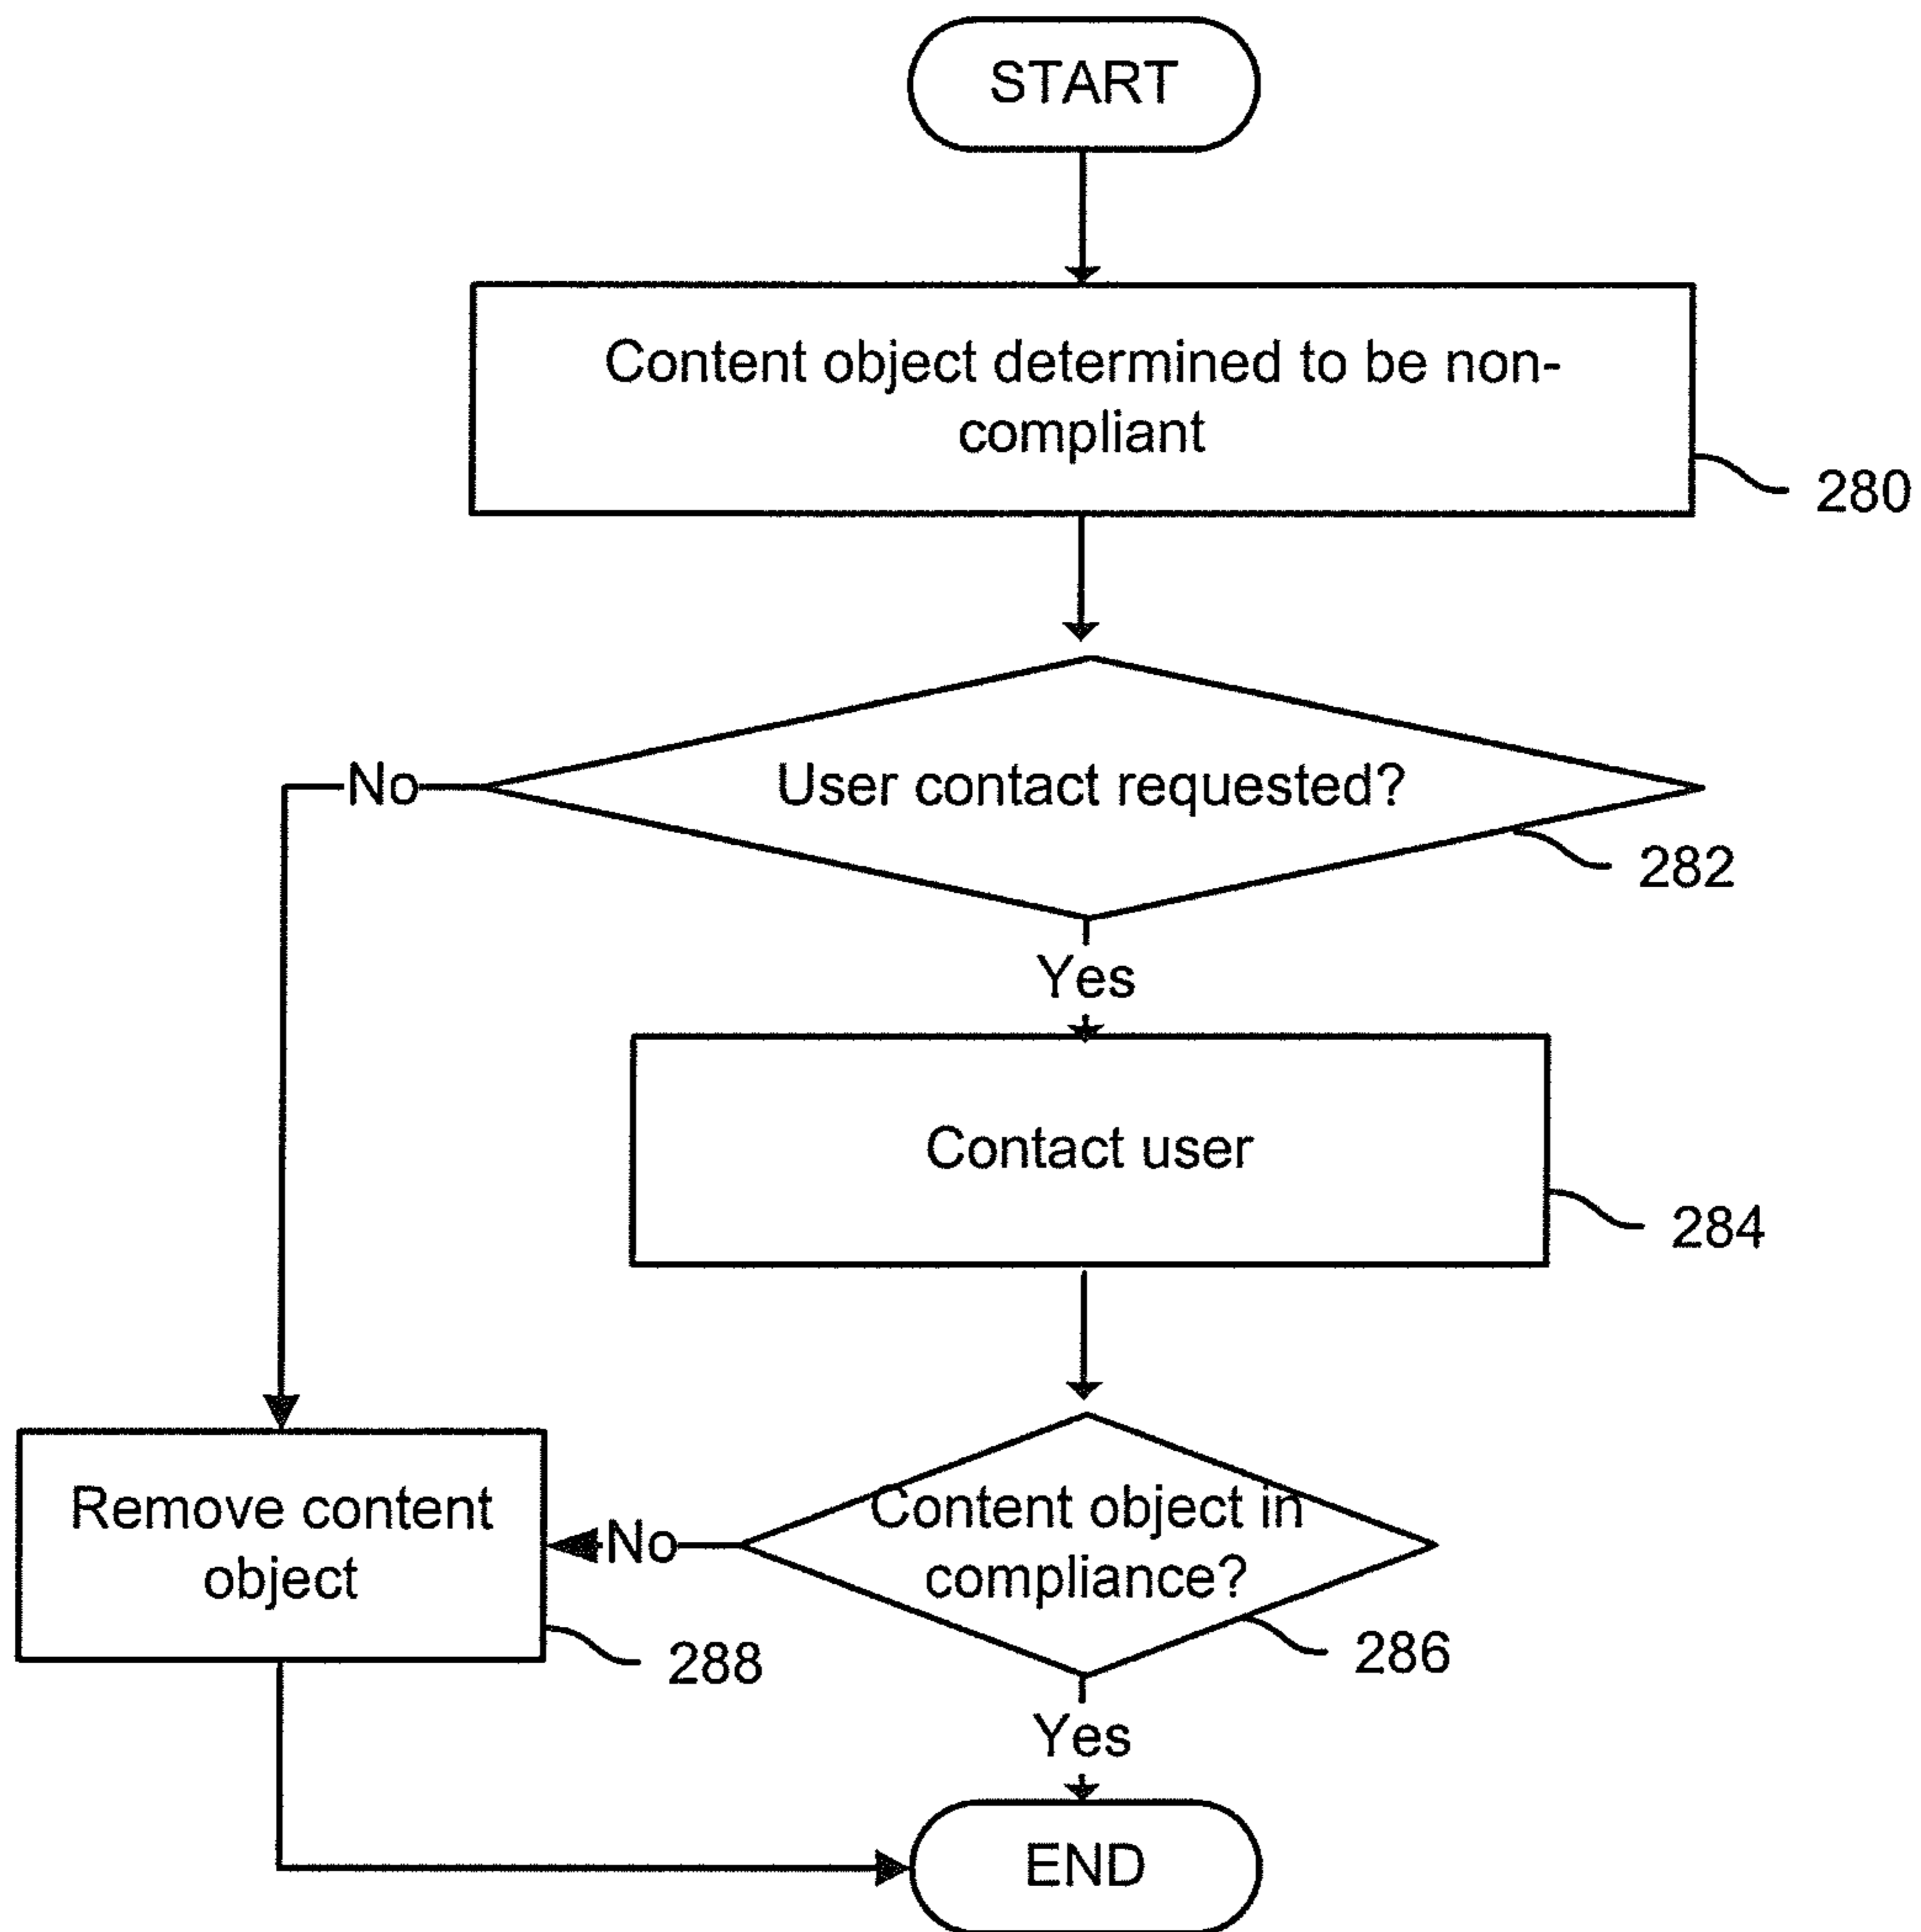 START
Content object determined to be non-
compliant
280
User contact requested?
No
282
Yes
Contact user
284
Remove content
object
No
Content object in
compliance?
288
286
Yes
END